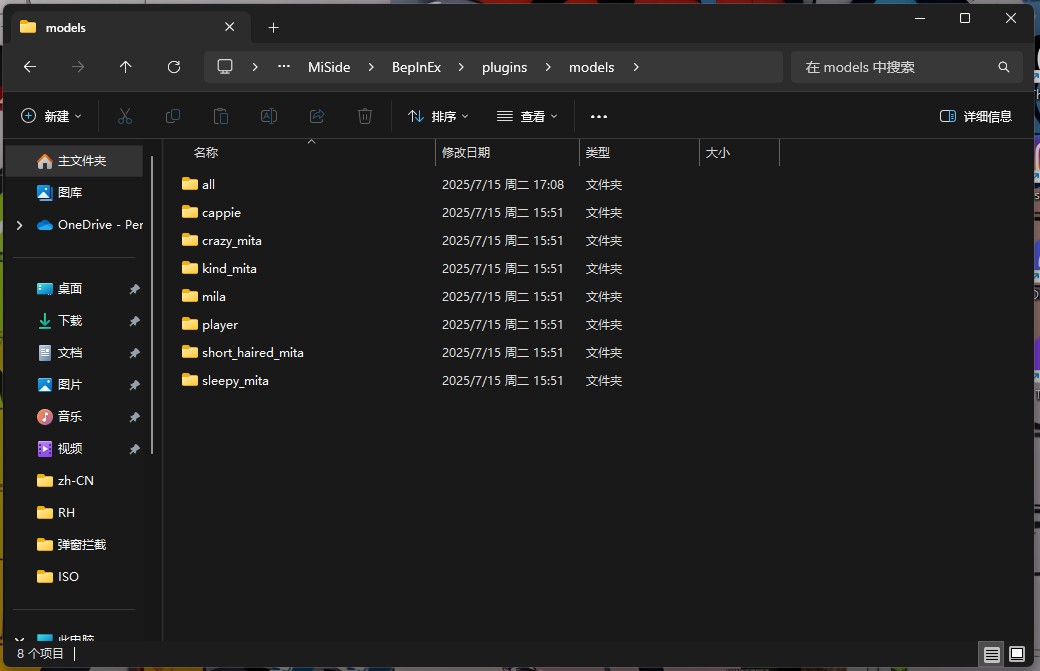 models
MiSide > BepInEx > plugins > models >
在 models 中搜索
新建
排序
查看
详细信息
主文件夹
图库
OneDrive - Per
桌面
下载
文档
图片
音乐
视频
zh-CN
RH
弹窗拦截
ISO
此电脑
名称 修改日期 类型 大小
all 2025/7/15 周二 17:08 文件夹
cappie 2025/7/15 周二 15:51 文件夹
crazy_mita 2025/7/15 周二 15:51 文件夹
kind_mita 2025/7/15 周二 15:51 文件夹
mila 2025/7/15 周二 15:51 文件夹
player 2025/7/15 周二 15:51 文件夹
short_haired_mita 2025/7/15 周二 15:51 文件夹
sleepy_mita 2025/7/15 周二 15:51 文件夹
8 个项目